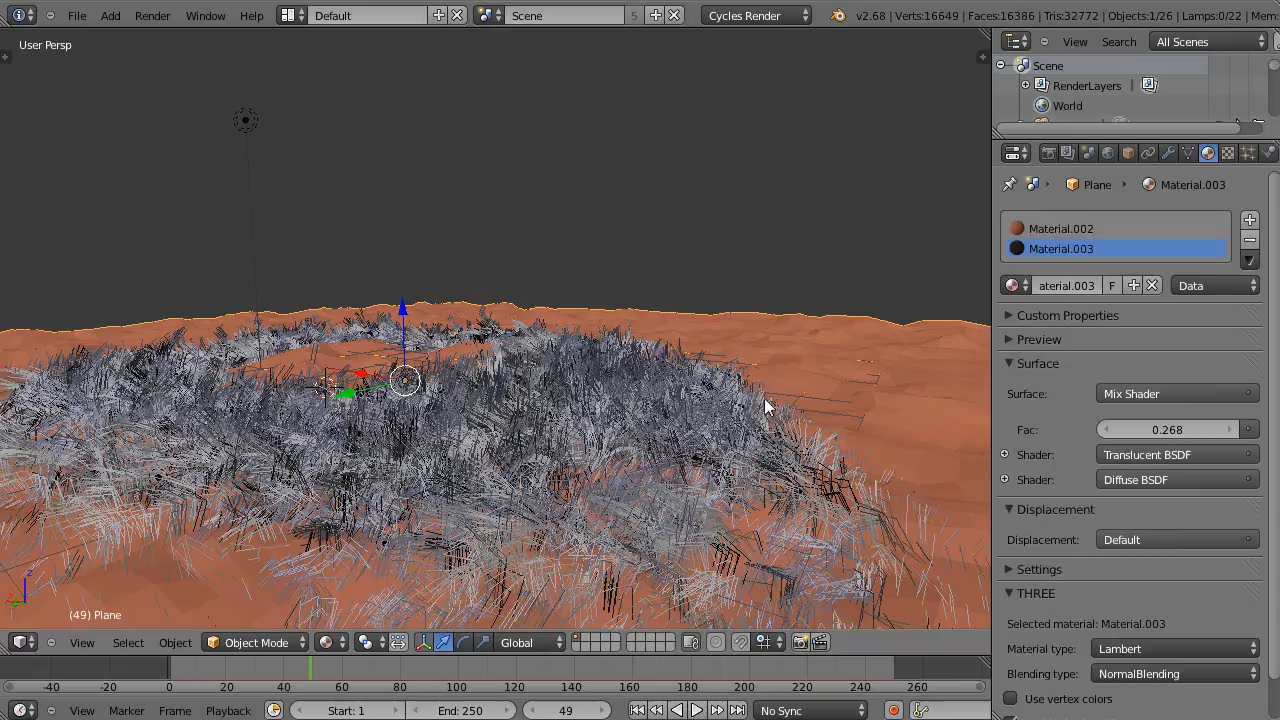 File Add Render Window Help Default Scene 5 Cycles Render v2.68 | Verts:16649 | Faces:16386 | Tris:32772 | Objects:1/26 | Lamps:0/22 | Mem:
User Persp
View Search All Scenes
Scene
RenderLayers |
World
Plane Material.003
Material.002
Material.003
aterial.003 F Data
Custom Properties
Preview
Surface
Surface: Mix Shader
Fac: 0.268
Shader: Translucent BSDF
Shader: Diffuse BSDF
Displacement
Displacement: Default
Settings
THREE
Selected material: Material.003
Material type: Lambert
Blending type: NormalBlending
Use vertex colors
z
(49) Plane
View Select Object Object Mode Global
-40 -20 0 20 40 60 80 100 120 140 160 180 200 220 240 260
View Marker Frame Playback Start: 1 End: 250 49 No Sync